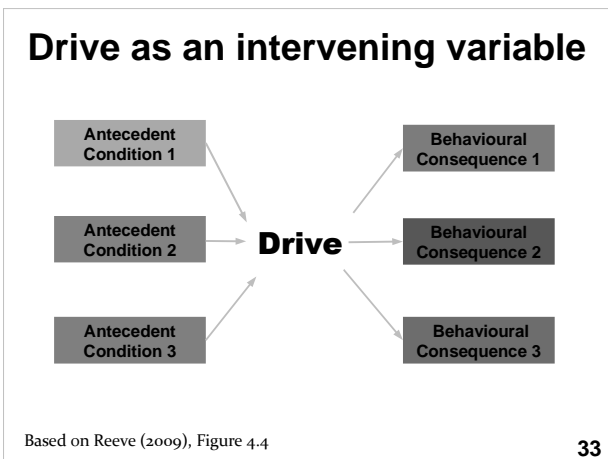 Drive as an intervening variable
Antecedent
Condition 1
Behavioural
Consequence 1
Antecedent
Condition 2
Drive
Behavioural
Consequence 2
Antecedent
Condition 3
Behavioural
Consequence 3
Based on Reeve (2009), Figure 4.4
33